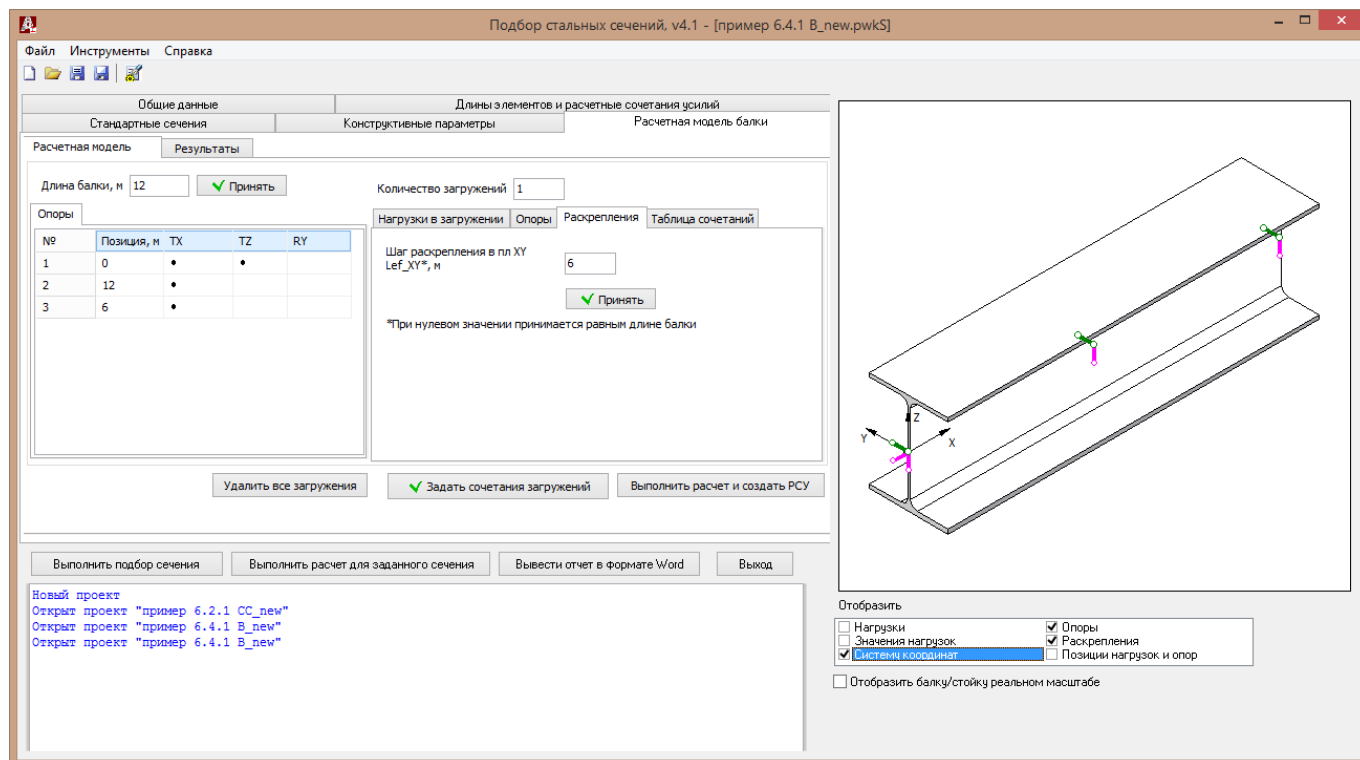 Подбор стальных сечений, v4.1 - [пример 6.4.1 B_new.pwkS]
Файл Инструменты Справка
Общие данные
Длины элементов и расчетные сочетания усилий
Стандартные сечения
Конструктивные параметры
Расчетная модель балки
Расчетная модель
Результаты
Длина балки, м 12 Принять
Опоры
№ Позиция, м TX TZ RY
1 0 • •
2 12 •
3 6 •
Количество загружений 1
Нагрузки в загружении Опоры Раскрепления Таблица сочетаний
Шаг раскрепления в пл XY
Lef_XY*, м 6
Принять
*При нулевом значении принимается равным длине балки
Удалить все загружения
Задать сочетания загружений
Выполнить расчет и создать РСУ
Выполнить подбор сечения
Выполнить расчет для заданного сечения
Вывести отчет в формате Word
Выход
Новый проект
Открыт проект "пример 6.2.1 CC_new"
Открыт проект "пример 6.4.1 B_new"
Открыт проект "пример 6.4.1 B_new"
Z
Y
X
Отобразить
Нагрузки
Опоры
Значения нагрузок
Раскрепления
Систему координат
Позиции нагрузок и опор
Отобразить балку/стойку реальном масштабе